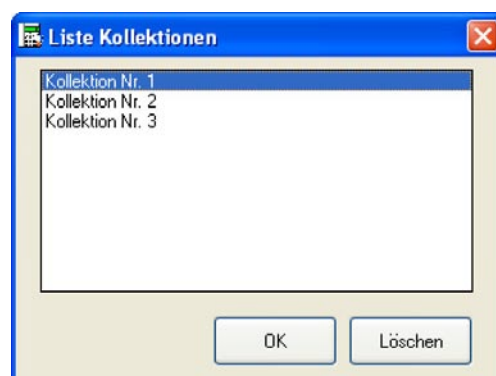 Liste Kollektionen
Kollektion Nr. 1
Kollektion Nr. 2
Kollektion Nr. 3
OK
Löschen